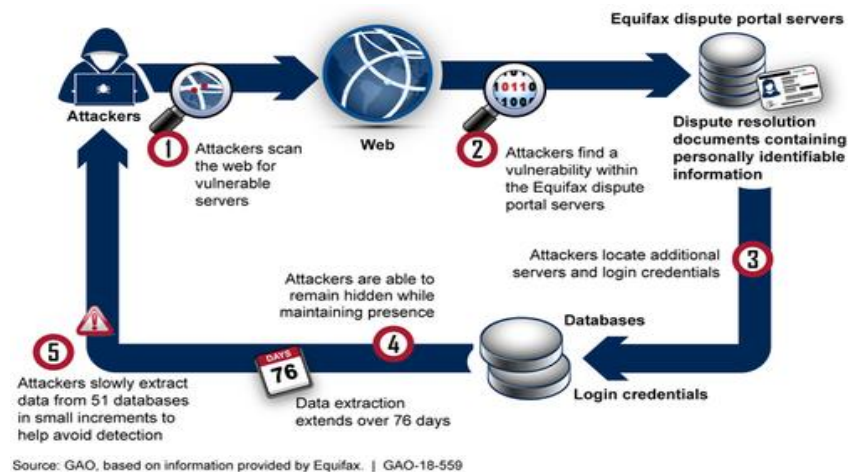 Equifax dispute portal servers
Attackers
Web
Dispute resolution
documents containing
personally identifiable
information
1
Attackers scan
the web for
vulnerable
servers
10110
2
Attackers find a
vulnerability within
the Equifax dispute
portal servers
3
Attackers locate additional
servers and login credentials
Databases
Login credentials
4
Attackers are able to
remain hidden while
maintaining presence
DAYS
76
Data extraction
extends over 76 days
5
Attackers slowly extract
data from 51 databases
in small increments to
help avoid detection
Source: GAO, based on information provided by Equifax. | GAO-18-559